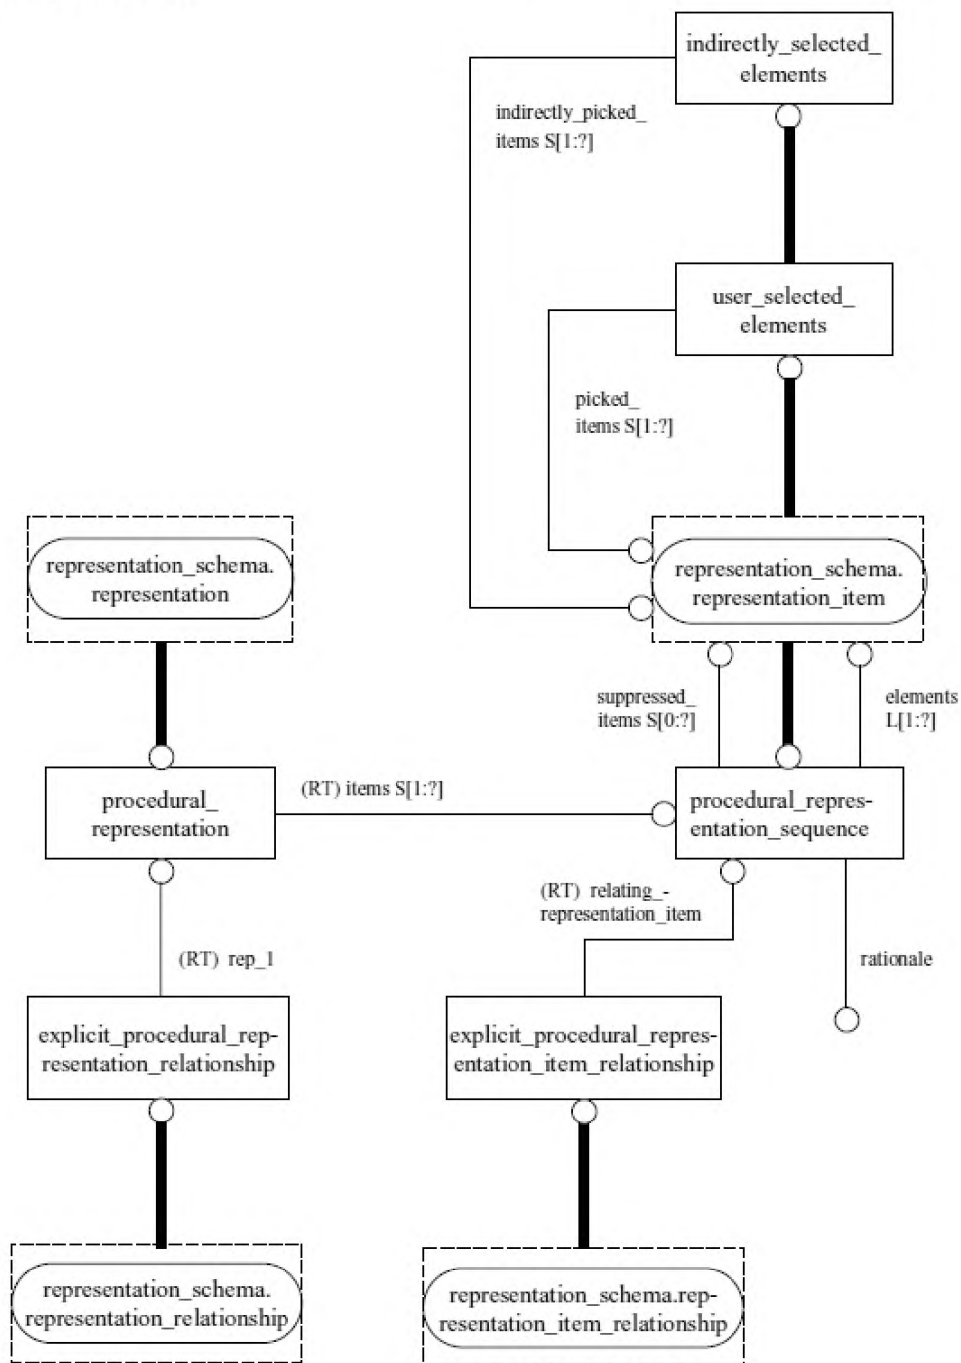 indirectly_selected_
elements
indirectly_picked_
items S[1:?]
user_selected_
elements
picked_
items S[1:?]
representation_schema.
representation
representation_schema.
representation_item
suppressed_
items S[0:?]
elements
L[1:?]
procedural_
representation
(RT) items S[1:?]
procedural_repres-
entation_sequence
(RT) relating_-
representation_item
(RT) rep_1
rationale
explicit_procedural_rep-
resentation_relationship
explicit_procedural_repres-
entation_item_relationship
representation_schema.
representation_relationship
representation_schema.rep-
resentation_item_relationship